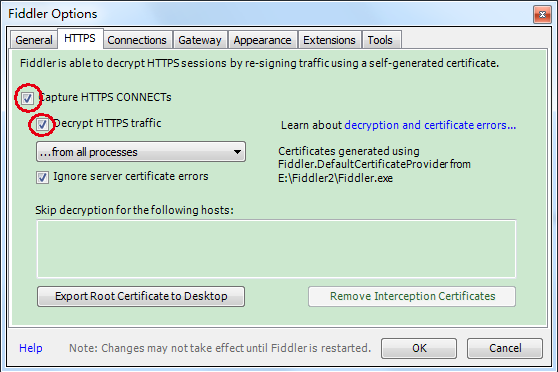 Fiddler Options
General HTTPS Connections Gateway Appearance Extensions Tools
Fiddler is able to decrypt HTTPS sessions by re-signing traffic using a self-generated certificate.
Capture HTTPS CONNECTs
Decrypt HTTPS traffic
Learn about decryption and certificate errors...
...from all processes
Certificates generated using
Fiddler.DefaultCertificateProvider from
E:\Fiddler2\Fiddler.exe
Ignore server certificate errors
Skip decryption for the following hosts:
Export Root Certificate to Desktop
Remove Interception Certificates
Help
Note: Changes may not take effect until Fiddler is restarted.
OK
Cancel